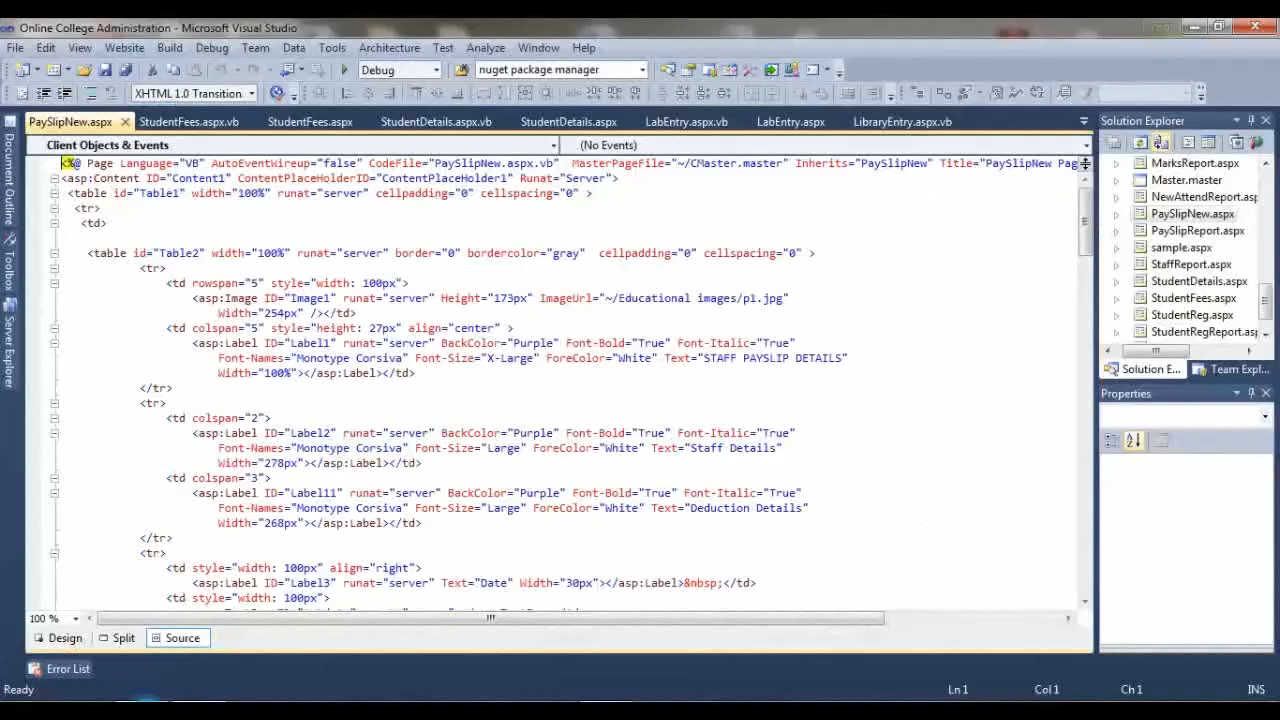 Online College Administration - Microsoft Visual Studio
File Edit View Website Build Debug Team Data Tools Architecture Test Analyze Window Help
Debug nuget package manager
XHTML 1.0 Transition
PaySlipNew.aspx StudentFees.aspx.vb StudentFees.aspx StudentDetails.aspx.vb StudentDetails.aspx LabEntry.aspx.vb LabEntry.aspx LibraryEntry.aspx.vb
Client Objects & Events (No Events)
<%@ Page Language="VB" AutoEventWireup="false" CodeFile="PaySlipNew.aspx.vb" MasterPageFile="~/CMaster.master" Inherits="PaySlipNew" Title="PaySlipNew Pag
<asp:Content ID="Content1" ContentPlaceHolderID="ContentPlaceHolder1" Runat="Server">
<table id="Table1" width="100%" runat="server" cellpadding="0" cellspacing="0" >
<tr>
<td>
<table id="Table2" width="100%" runat="server" border="0" bordercolor="gray" cellpadding="0" cellspacing="0" >
<tr>
<td rowspan="5" style="width: 100px">
<asp:Image ID="Image1" runat="server" Height="173px" ImageUrl="~/Educational images/p1.jpg"
Width="254px" /></td>
<td colspan="5" style="height: 27px" align="center" >
<asp:Label ID="Label1" runat="server" BackColor="Purple" Font-Bold="True" Font-Italic="True"
Font-Names="Monotype Corsiva" Font-Size="X-Large" ForeColor="White" Text="STAFF PAYSLIP DETAILS"
Width="100%"></asp:Label></td>
</tr>
<tr>
<td colspan="2">
<asp:Label ID="Label2" runat="server" BackColor="Purple" Font-Bold="True" Font-Italic="True"
Font-Names="Monotype Corsiva" Font-Size="Large" ForeColor="White" Text="Staff Details"
Width="278px"></asp:Label></td>
<td colspan="3">
<asp:Label ID="Label11" runat="server" BackColor="Purple" Font-Bold="True" Font-Italic="True"
Font-Names="Monotype Corsiva" Font-Size="Large" ForeColor="White" Text="Deduction Details"
Width="268px"></asp:Label></td>
</tr>
<tr>
<td style="width: 100px" align="right">
<asp:Label ID="Label3" runat="server" Text="Date" Width="30px"></asp:Label>&nbsp;</td>
<td style="width: 100px">
100 %
Design Split Source
Error List
Ready Ln 1 Col 1 Ch 1 INS
Document Outline
Toolbox
Server Explorer
Solution Explorer
MarksReport.aspx
Master.master
NewAttendReport.asp
PaySlipNew.aspx
PaySlipReport.aspx
sample.aspx
StaffReport.aspx
StudentDetails.aspx
StudentFees.aspx
StudentReg.aspx
StudentRegReport.asp
Solution E... Team Expl...
Properties